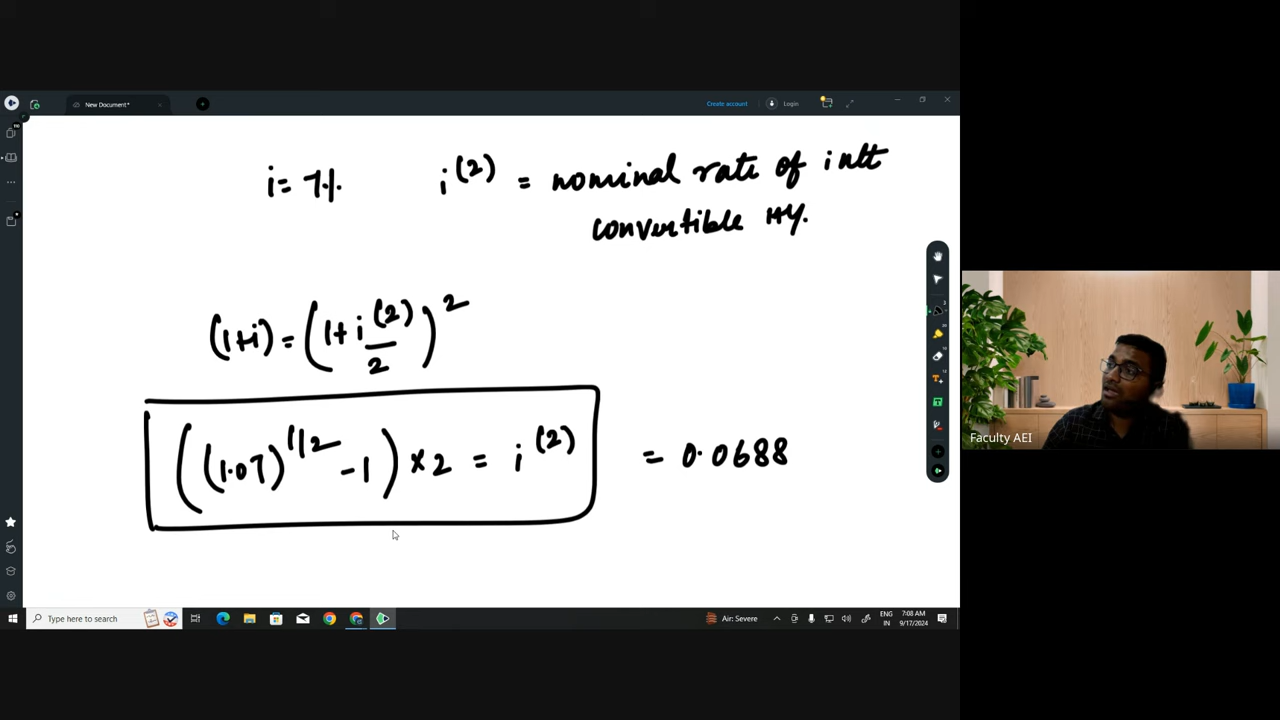 New Document*
Create account
Login
i = 7%
i^(2) = nominal rate of i
convertible HY.
(1+i) = (1 + i^(2)/2)^2
((1.07)^1/2 - 1) × 2 = i^(2) = 0.0688
Faculty AEI
Type here to search
Air: Severe
ENG
IN
7:08 AM
9/17/2024